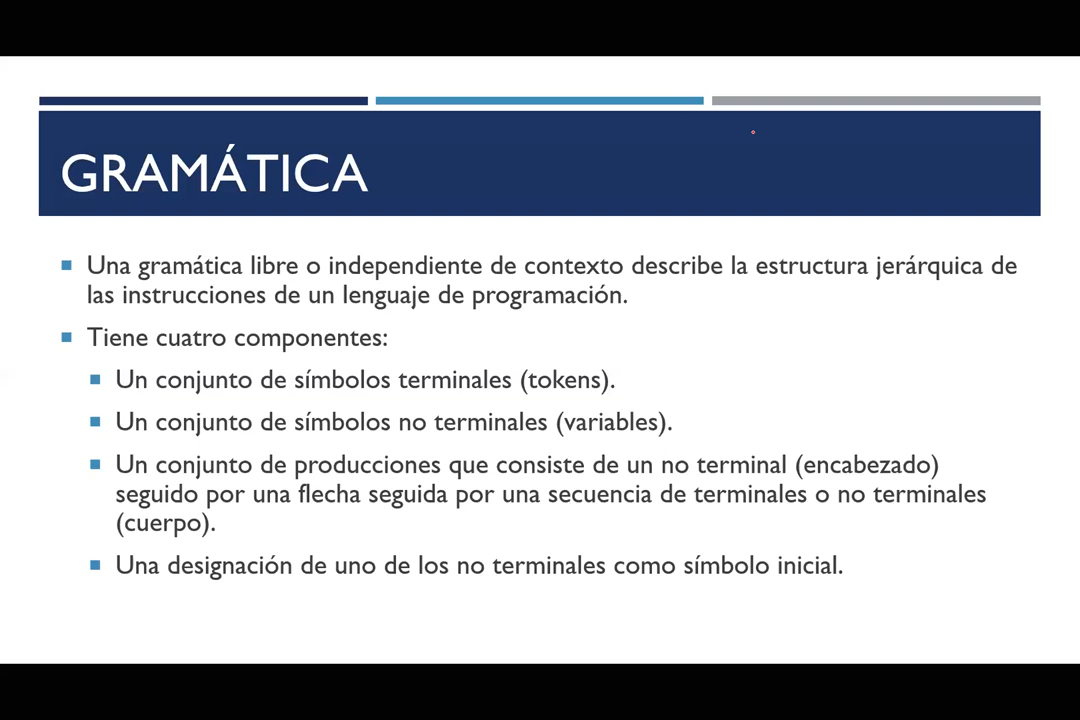 GRAMÁTICA
Una gramática libre o independiente de contexto describe la estructura jerárquica de
las instrucciones de un lenguaje de programación.
Tiene cuatro componentes:
Un conjunto de símbolos terminales (tokens).
Un conjunto de símbolos no terminales (variables).
Un conjunto de producciones que consiste de un no terminal (encabezado)
seguido por una flecha seguida por una secuencia de terminales o no terminales
(cuerpo).
Una designación de uno de los no terminales como símbolo inicial.